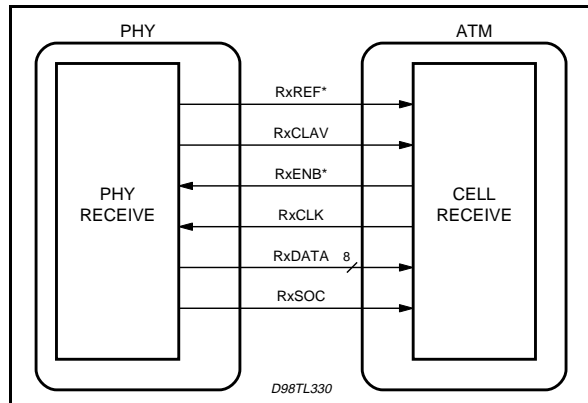 PHY
ATM
RxREF*
RxCLAV
RxENB*
RxCLK
RxDATA 8
RxSOC
PHY
RECEIVE
CELL
RECEIVE
D98TL330